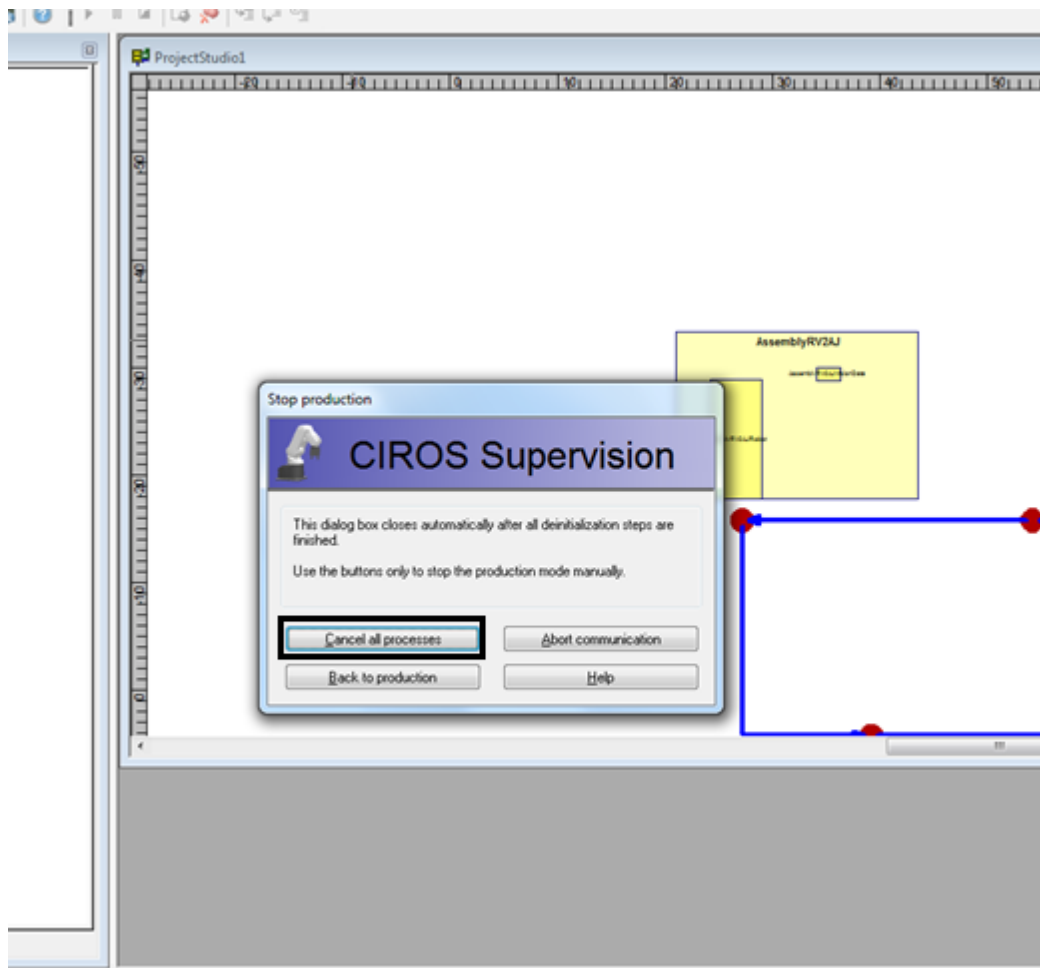 ProjectStudio1
AssemblyRV2AJ
Stop production
CIROS Supervision
This dialog box closes automatically after all deinitialization steps are
finished.
Use the buttons only to stop the production mode manually.
Cancel all processes
Abort communication
Back to production
Help